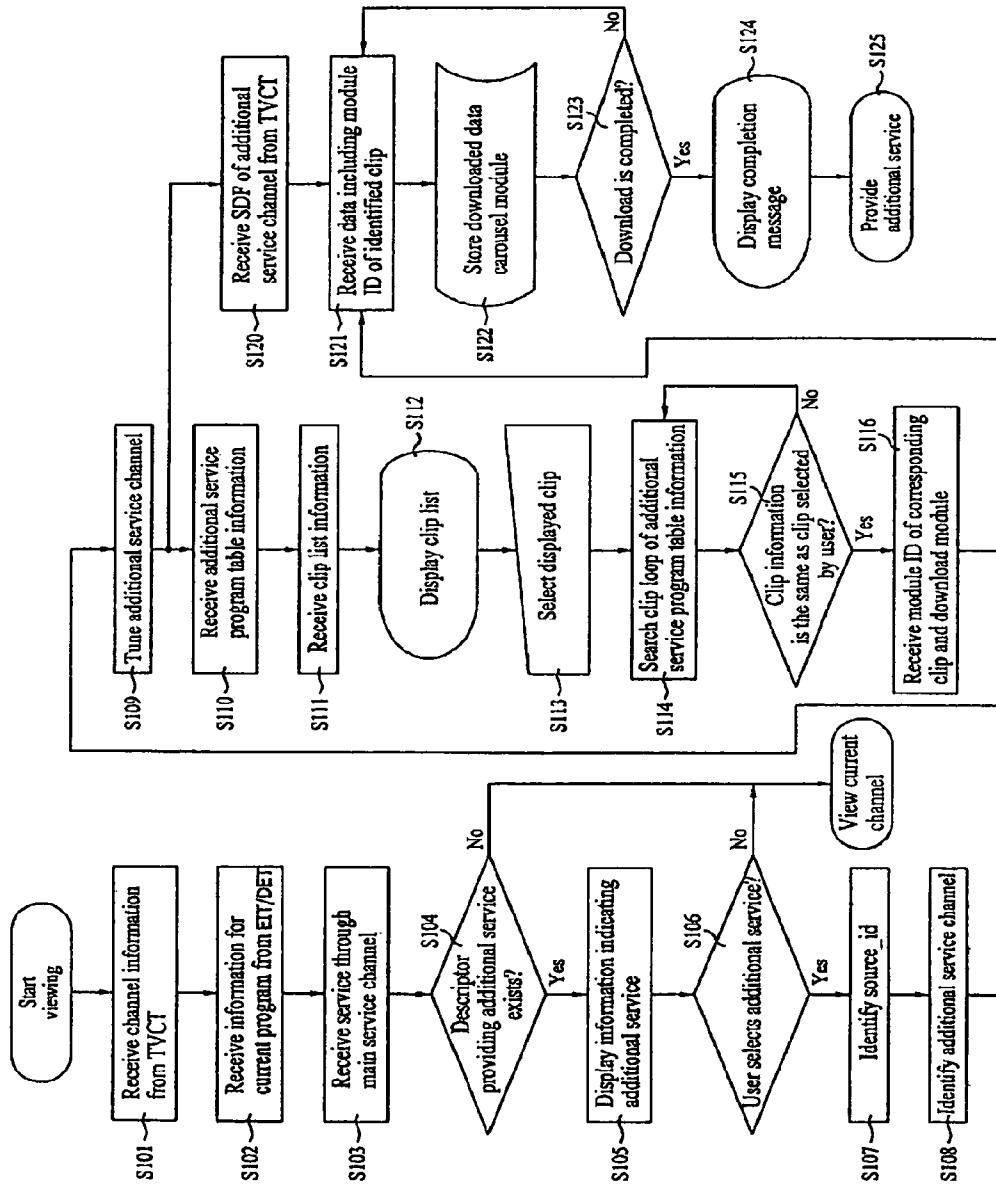 Start
viewing
S101
Receive channel information
from TVCT
S102
Receive information for
current program from EIT/DET
S103
Receive service through
main service channel
S104
Descriptor
providing additional service
exists?
No
Yes
S105
Display information indicating
additional service
S106
User selects additional service?
No
Yes
View current
channel
S107
Identify source_id
S108
Identify additional service channel
S109
Tune additional service channel
S110
Receive additional service
program table information
S111
Receive clip list information
S112
Display clip list
S113
Select displayed clip
S114
Search clip loop of additional
service program table information
S115
Clip information
is the same as clip selected
by user?
No
Yes
S116
Receive module ID of corresponding
clip and download module
S120
Receive SDF of additional
service channel from TVCT
S121
Receive data including module
ID of identified clip
S122
Store downloaded data
carousel module
S123
Download is completed?
No
Yes
S124
Display completion
message
S125
Provide
additional service